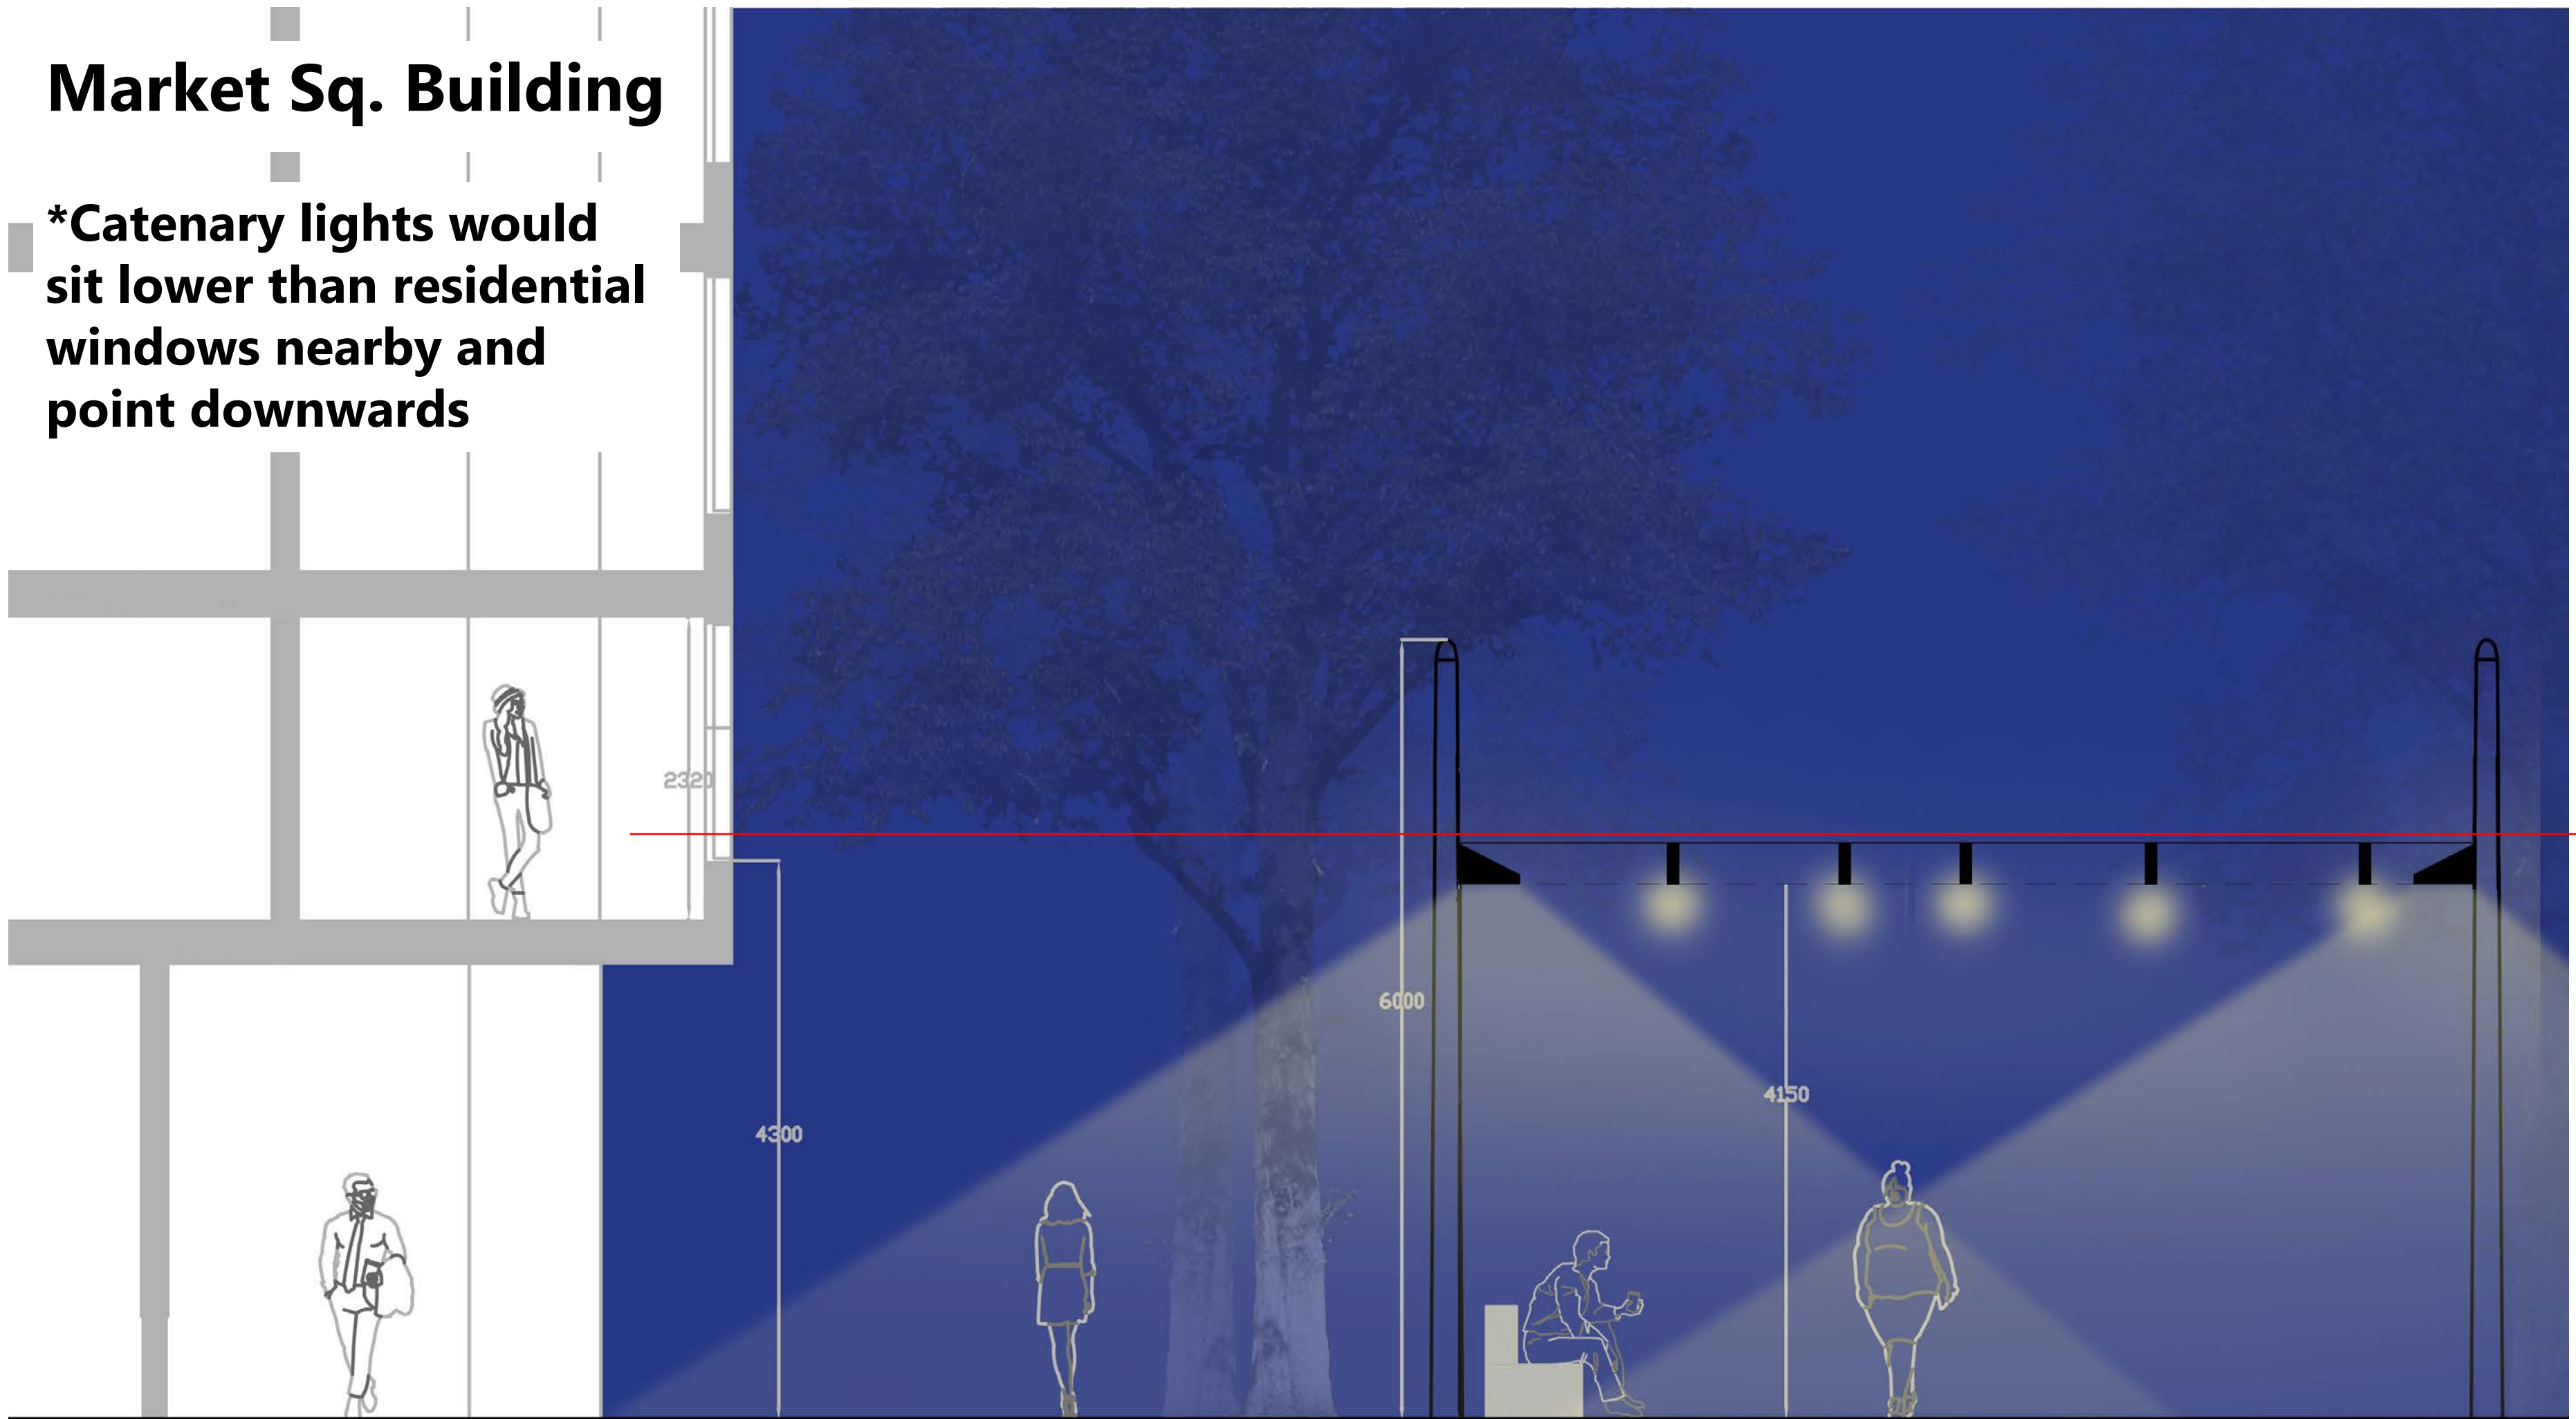 Market Sq. Building
*Catenary lights would
sit lower than residential
windows nearby and
point downwards
2320
6000
4150
4300